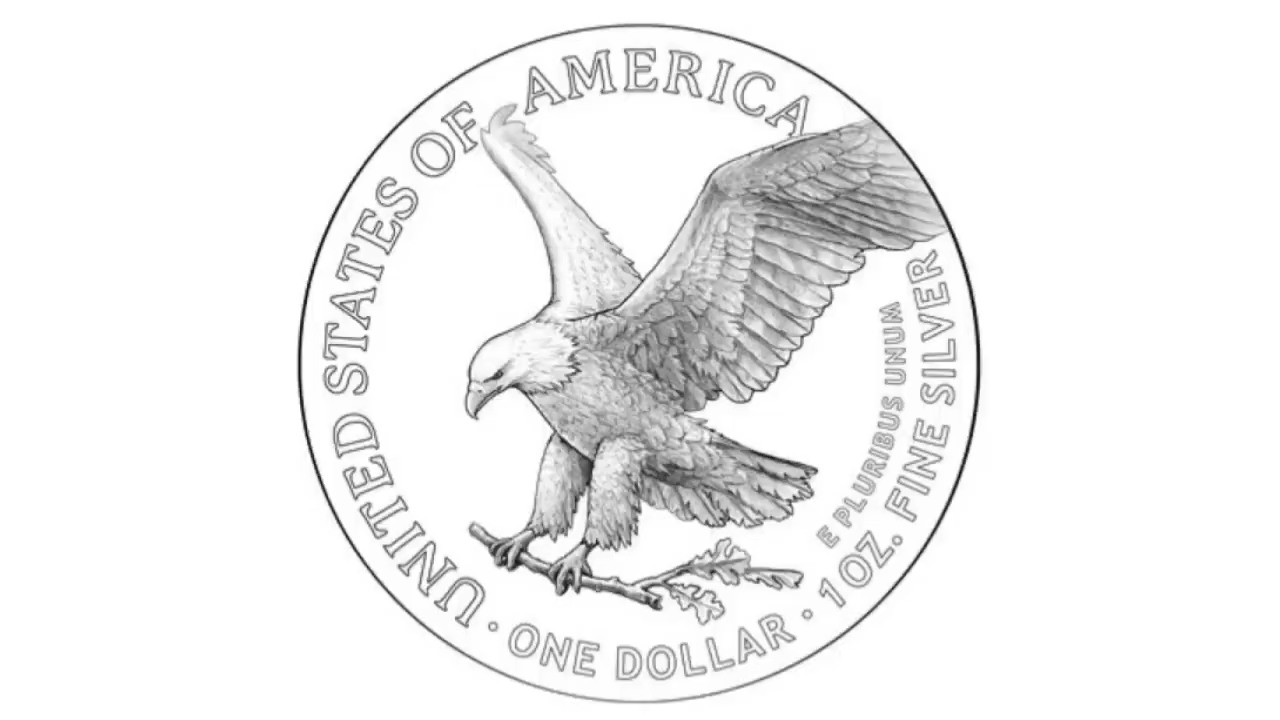 UNITED STATES OF AMERICA
E PLURIBUS UNUM
· ONE DOLLAR · 1 OZ. FINE SILVER